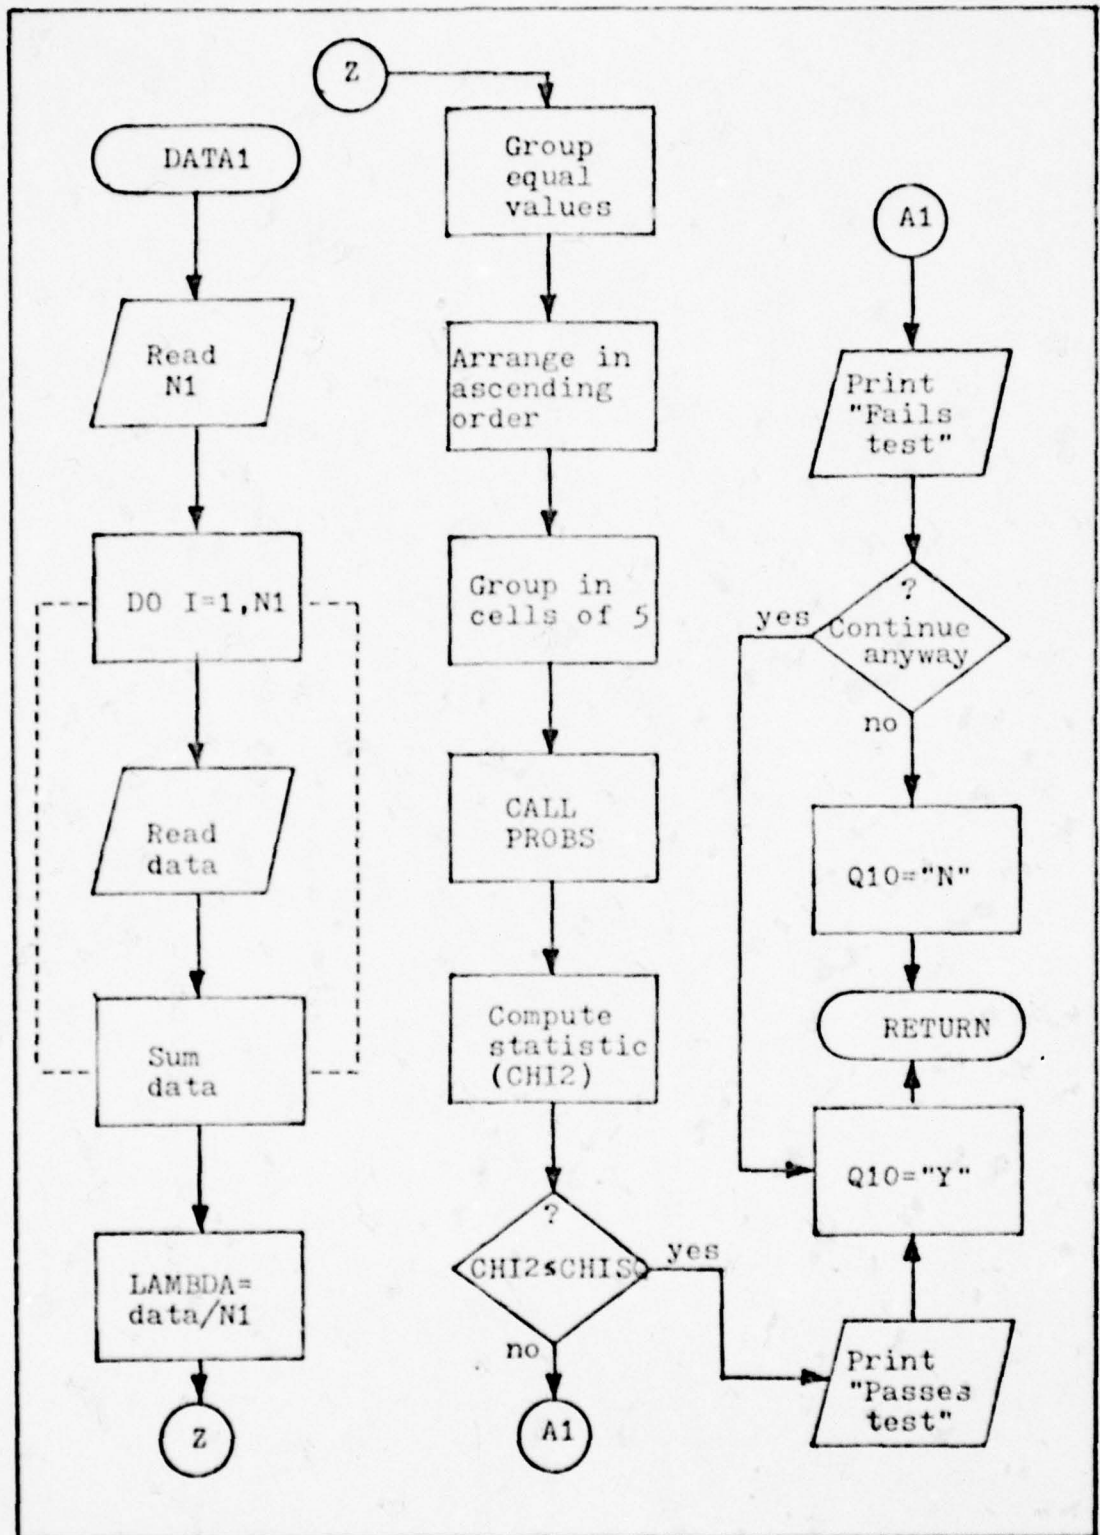 DATA1
Read
N1
DO I=1,N1
Read
data
Sum
data
LAMBDA=
data/N1
Z
Z
Group
equal
values
Arrange in
ascending
order
Group in
cells of 5
CALL
PROBS
Compute
statistic
(CHI2)
?
CHI2≤CHISQ
yes
no
A1
A1
Print
"Fails
test"
?
Continue
anyway
yes
no
Q10="N"
RETURN
Q10="Y"
Print
"Passes
test"